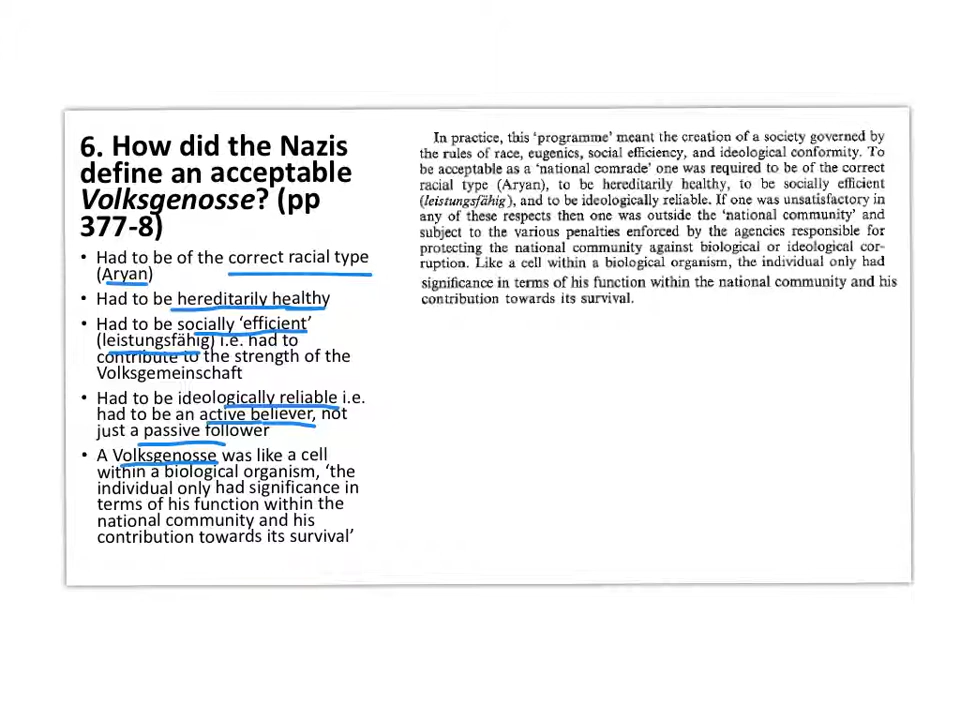 6. How did the Nazis
define an acceptable
Volksgenosse? (pp
377-8)
• Had to be of the correct racial type
(Aryan)
• Had to be hereditarily healthy
• Had to be socially ‘efficient’
(leistungsfähig) i.e. had to
contribute to the strength of the
Volksgemeinschaft
• Had to be ideologically reliable i.e.
had to be an active believer, not
just a passive follower
• A Volksgenosse was like a cell
within a biological organism, ‘the
individual only had significance in
terms of his function within the
national community and his
contribution towards its survival’
In practice, this ‘programme’ meant the creation of a society governed by
the rules of race, eugenics, social efficiency, and ideological conformity. To
be acceptable as a ‘national comrade’ one was required to be of the correct
racial type (Aryan), to be hereditarily healthy, to be socially efficient
(leistungsfähig), and to be ideologically reliable. If one was unsatisfactory in
any of these respects then one was outside the ‘national community’ and
subject to the various penalties enforced by the agencies responsible for
protecting the national community against biological or ideological cor-
ruption. Like a cell within a biological organism, the individual only had
significance in terms of his function within the national community and his
contribution towards its survival.